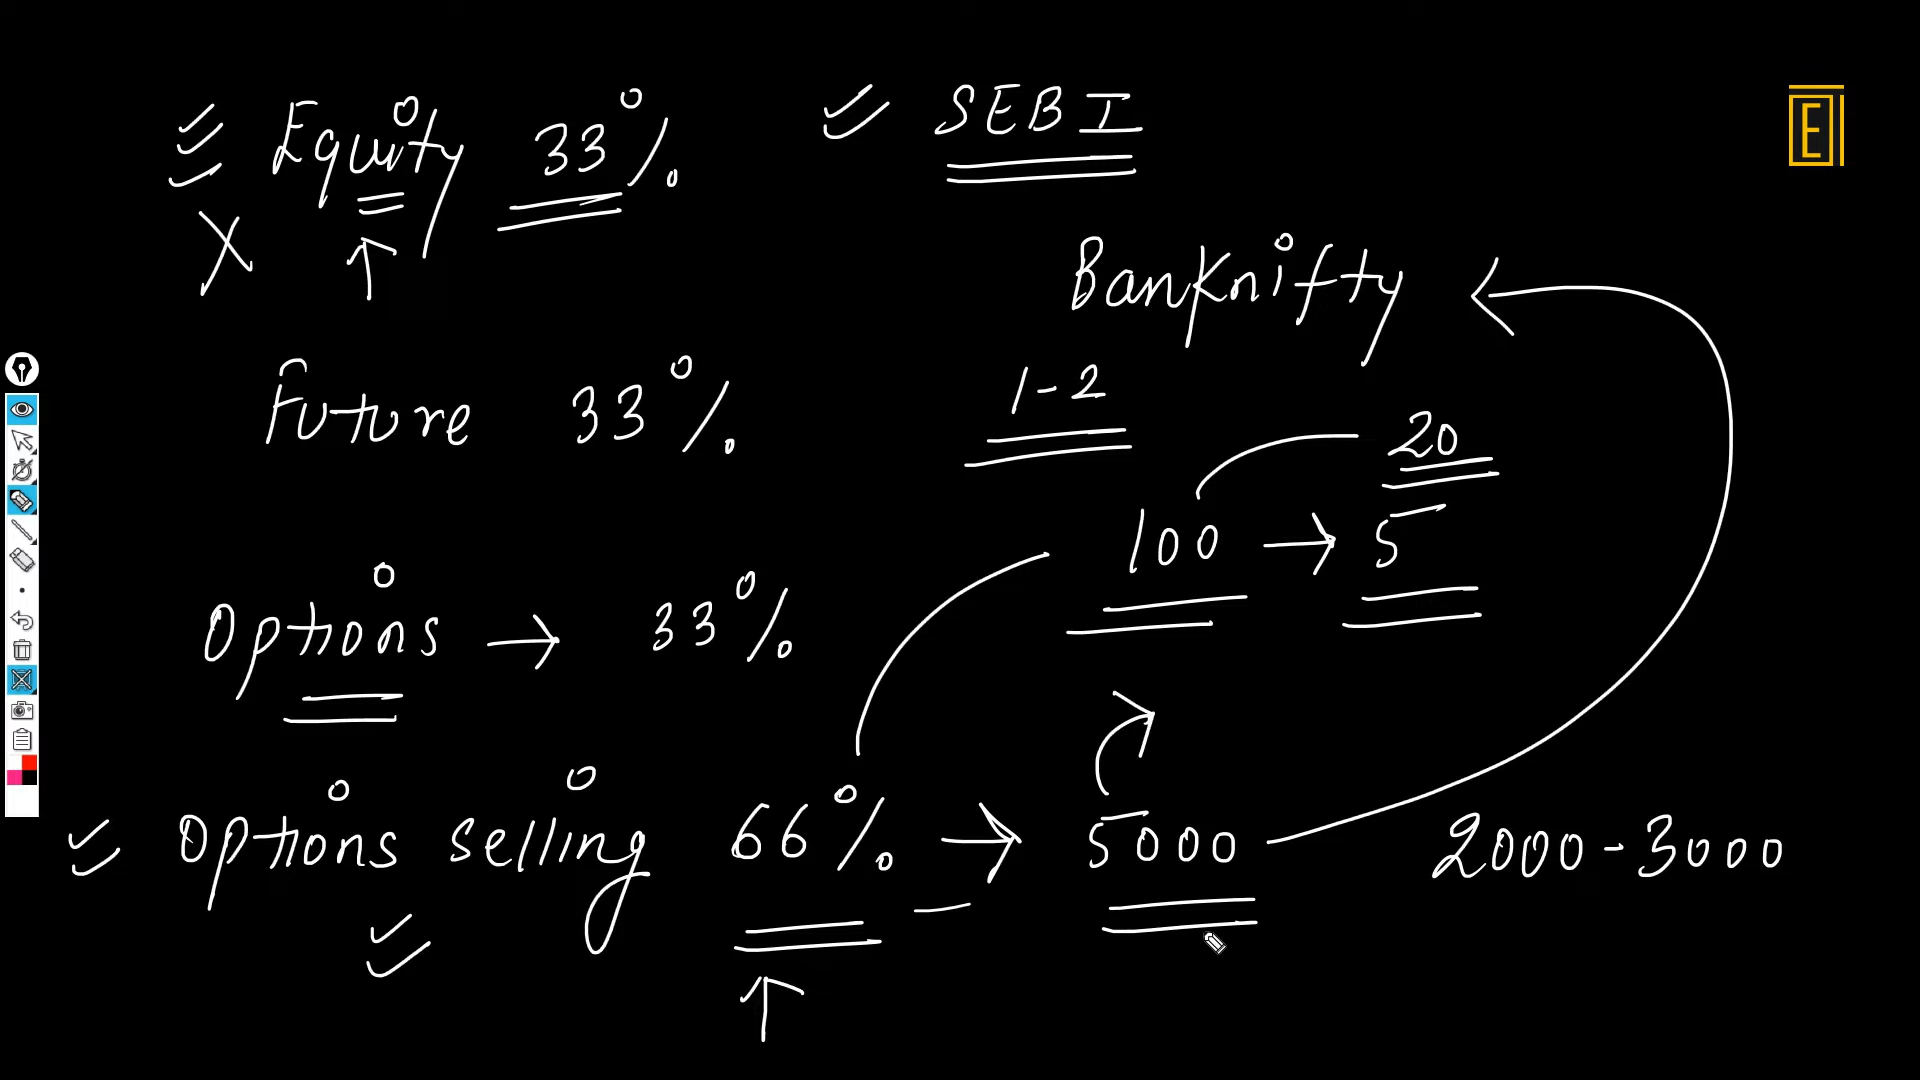 Equity 33%
SEBI
E
Banknifty
Future 33%
1-2
20
100 → 5
Options → 33%
Options selling 66% → 5000
2000-3000